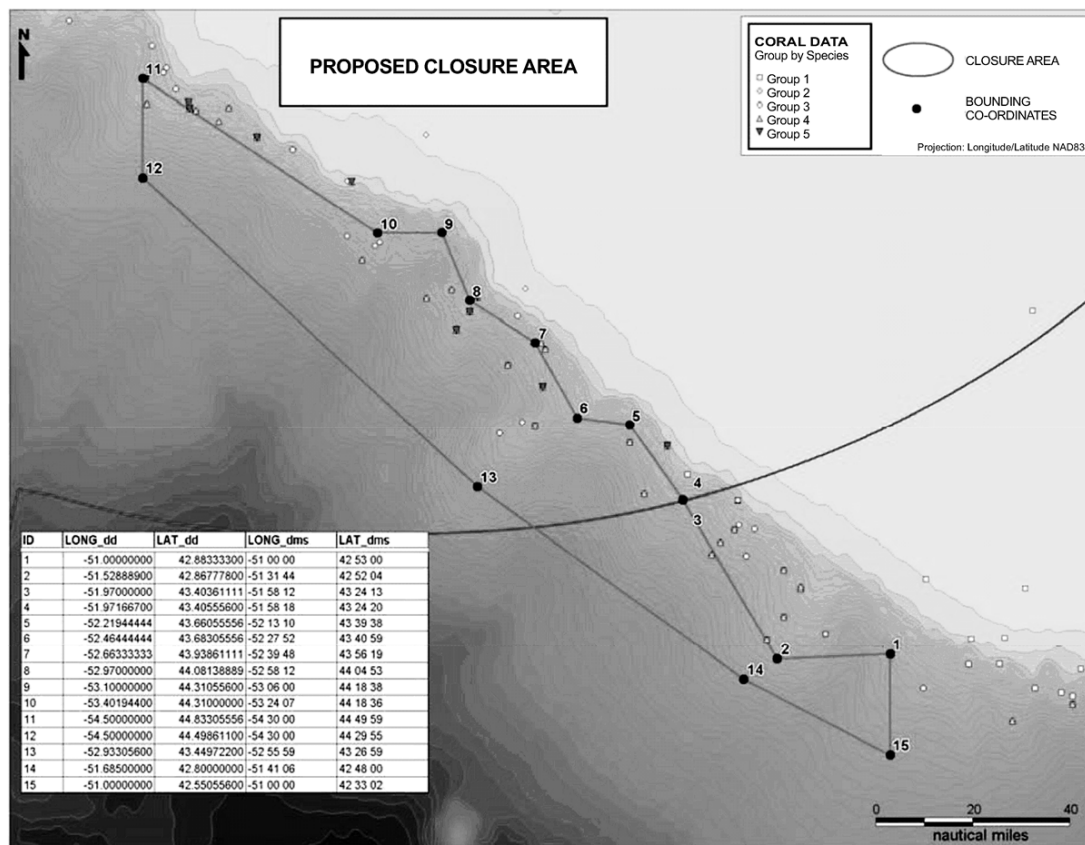 N
PROPOSED CLOSURE AREA
CORAL DATA
Group by Species
Group 1
Group 2
Group 3
Group 4
Group 5
CLOSURE AREA
BOUNDING
CO-ORDINATES
Projection: Longitude/Latitude NAD83
11
12
10
9
8
7
6
5
13
4
3
2
1
14
15
ID LONG_dd LAT_dd LONG_dms LAT_dms
1 -51.00000000 42.88333300 -51 00 00 42 53 00
2 -51.52888900 42.86777800 -51 31 44 42 52 04
3 -51.97000000 43.40361111 -51 58 12 43 24 13
4 -51.97166700 43.40555600 -51 58 18 43 24 20
5 -52.21944444 43.66055556 -52 13 10 43 39 38
6 -52.46444444 43.68305556 -52 27 52 43 40 59
7 -52.66333333 43.93861111 -52 39 48 43 56 19
8 -52.97000000 44.08138889 -52 58 12 44 04 53
9 -53.10000000 44.31055600 -53 06 00 44 18 38
10 -53.40194400 44.31000000 -53 24 07 44 18 36
11 -54.50000000 44.83305556 -54 30 00 44 49 59
12 -54.50000000 44.49861100 -54 30 00 44 29 55
13 -52.93305600 43.44972200 -52 55 59 43 26 59
14 -51.68500000 42.80000000 -51 41 06 42 48 00
15 -51.00000000 42.55055600 -51 00 00 42 33 02
0 20 40
nautical miles